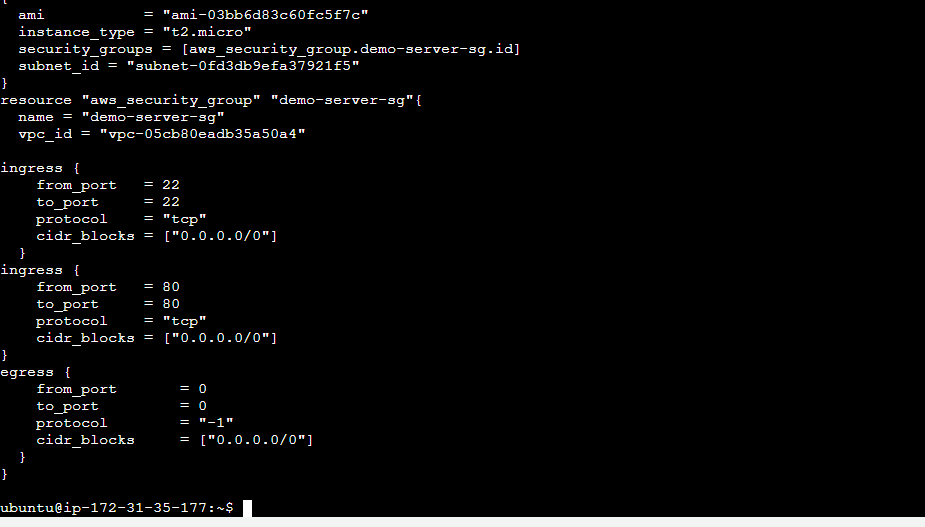 {
  ami           = "ami-03bb6d83c60fc5f7c"
  instance_type = "t2.micro"
  security_groups = [aws_security_group.demo-server-sg.id]
  subnet_id = "subnet-0fd3db9efa37921f5"
}
resource "aws_security_group" "demo-server-sg"{
  name = "demo-server-sg"
  vpc_id = "vpc-05cb80eadb35a50a4"

ingress {
    from_port   = 22
    to_port     = 22
    protocol    = "tcp"
    cidr_blocks = ["0.0.0.0/0"]
  }
ingress {
    from_port   = 80
    to_port     = 80
    protocol    = "tcp"
    cidr_blocks = ["0.0.0.0/0"]
}
egress {
    from_port       = 0
    to_port         = 0
    protocol        = "-1"
    cidr_blocks     = ["0.0.0.0/0"]
  }
}

ubuntu@ip-172-31-35-177:~$